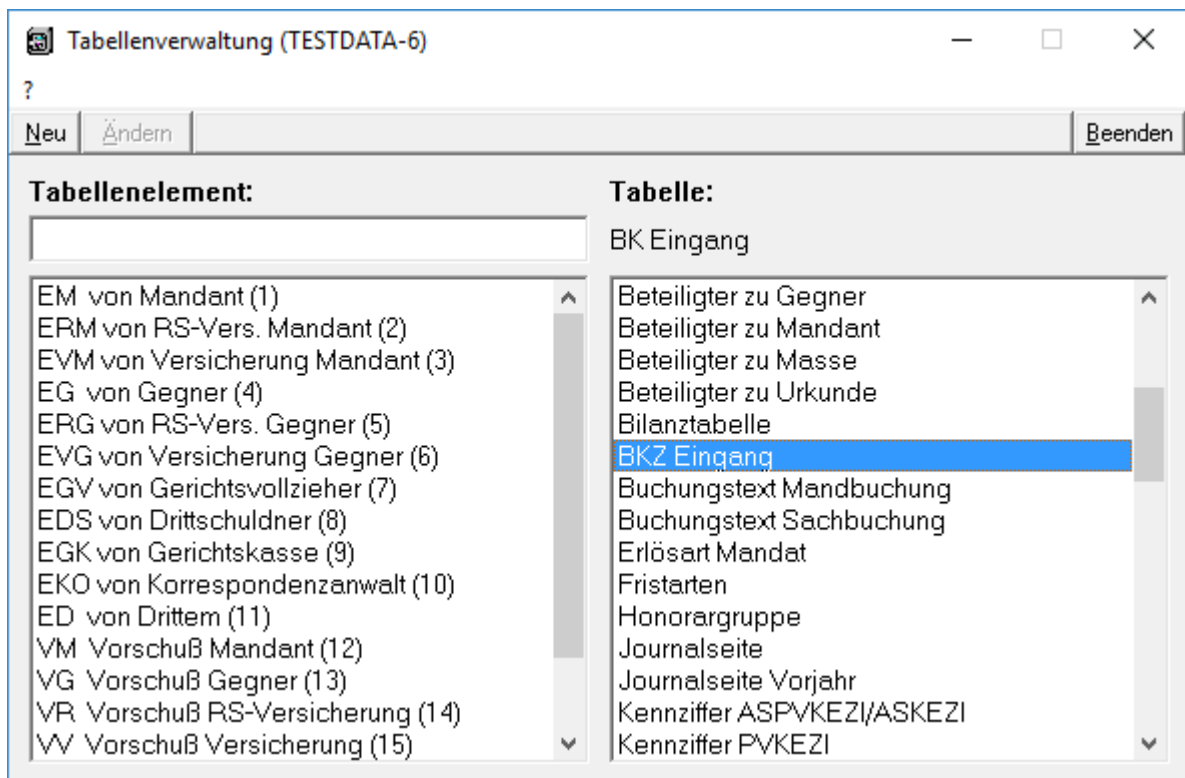 Tabellenverwaltung (TESTDATA-6)
?
Neu Ändern Beenden
Tabellenelement:
EM von Mandant (1)
ERM von RS-Vers. Mandant (2)
EVM von Versicherung Mandant (3)
EG von Gegner (4)
ERG von RS-Vers. Gegner (5)
EVG von Versicherung Gegner (6)
EGV von Gerichtsvollzieher (7)
EDS von Drittschuldner (8)
EGK von Gerichtskasse (9)
EKO von Korrespondenzanwalt (10)
ED von Drittem (11)
VM Vorschuß Mandant (12)
VG Vorschuß Gegner (13)
VR Vorschuß RS-Versicherung (14)
VV Vorschuß Versicherung (15)
Tabelle:
BK Eingang
Beteiligter zu Gegner
Beteiligter zu Mandant
Beteiligter zu Masse
Beteiligter zu Urkunde
Bilanztabelle
BKZ Eingang
Buchungstext Mandbuchung
Buchungstext Sachbuchung
Erlösart Mandat
Fristarten
Honorargruppe
Journalseite
Journalseite Vorjahr
Kennziffer ASPVKEZI/ASKEZI
Kennziffer PVKEZI